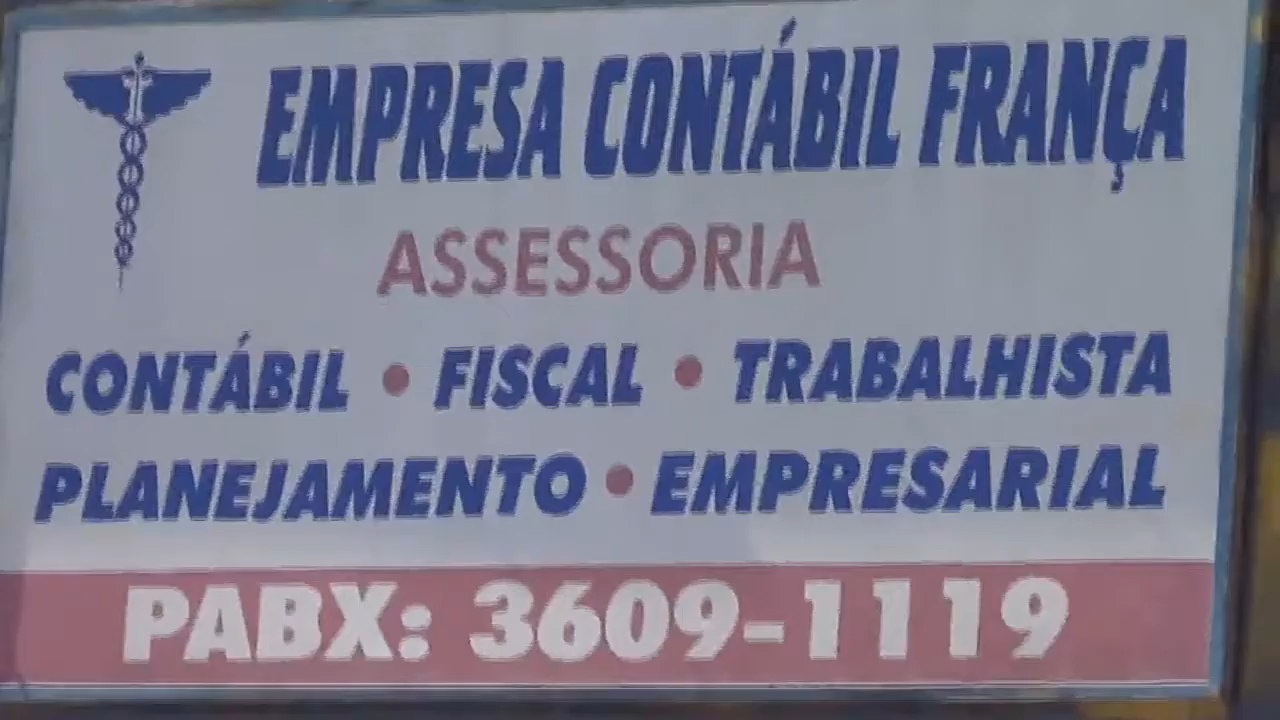 EMPRESA CONTÁBIL FRANÇA
ASSESSORIA
CONTÁBIL • FISCAL • TRABALHISTA
PLANEJAMENTO • EMPRESARIAL
PABX: 3609-1119